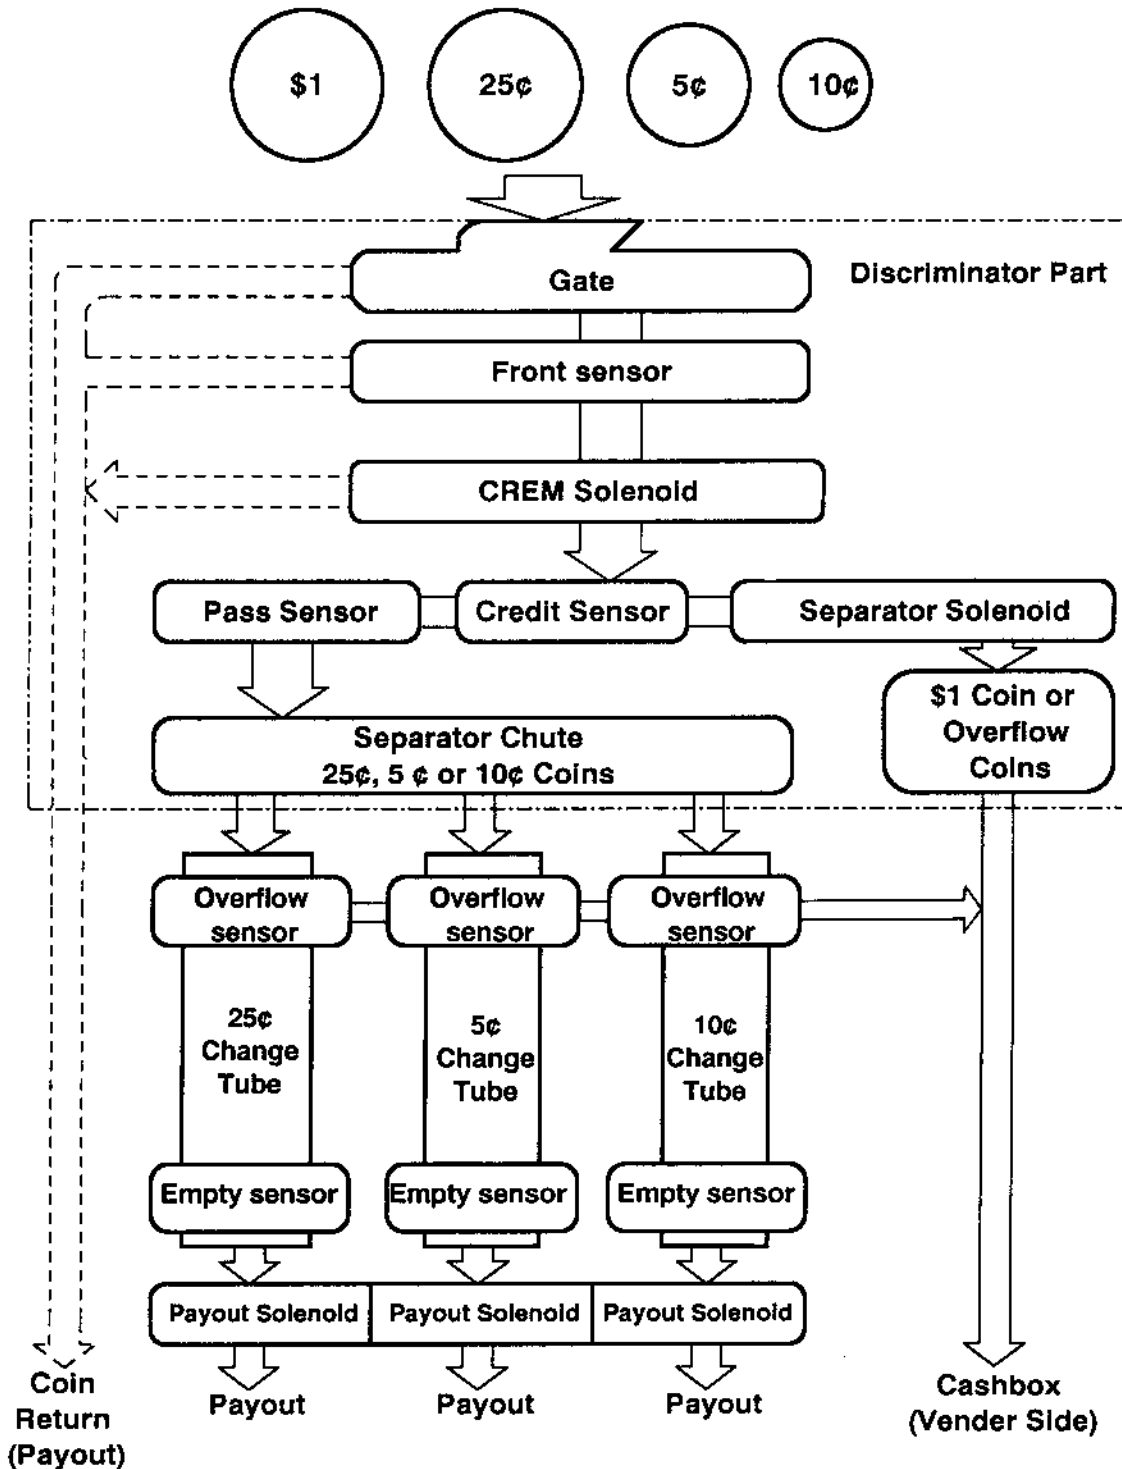 $1
25¢
5¢
10¢
Discriminator Part
Gate
Front sensor
CREM Solenoid
Pass Sensor
Credit Sensor
Separator Solenoid
$1 Coin or
Overflow
Coins
Separator Chute
25¢, 5 ¢ or 10¢ Coins
Overflow
sensor
Overflow
sensor
Overflow
sensor
25¢
Change
Tube
5¢
Change
Tube
10¢
Change
Tube
Empty sensor
Empty sensor
Empty sensor
Payout Solenoid
Payout Solenoid
Payout Solenoid
Coin
Return
(Payout)
Payout
Payout
Payout
Cashbox
(Vender Side)